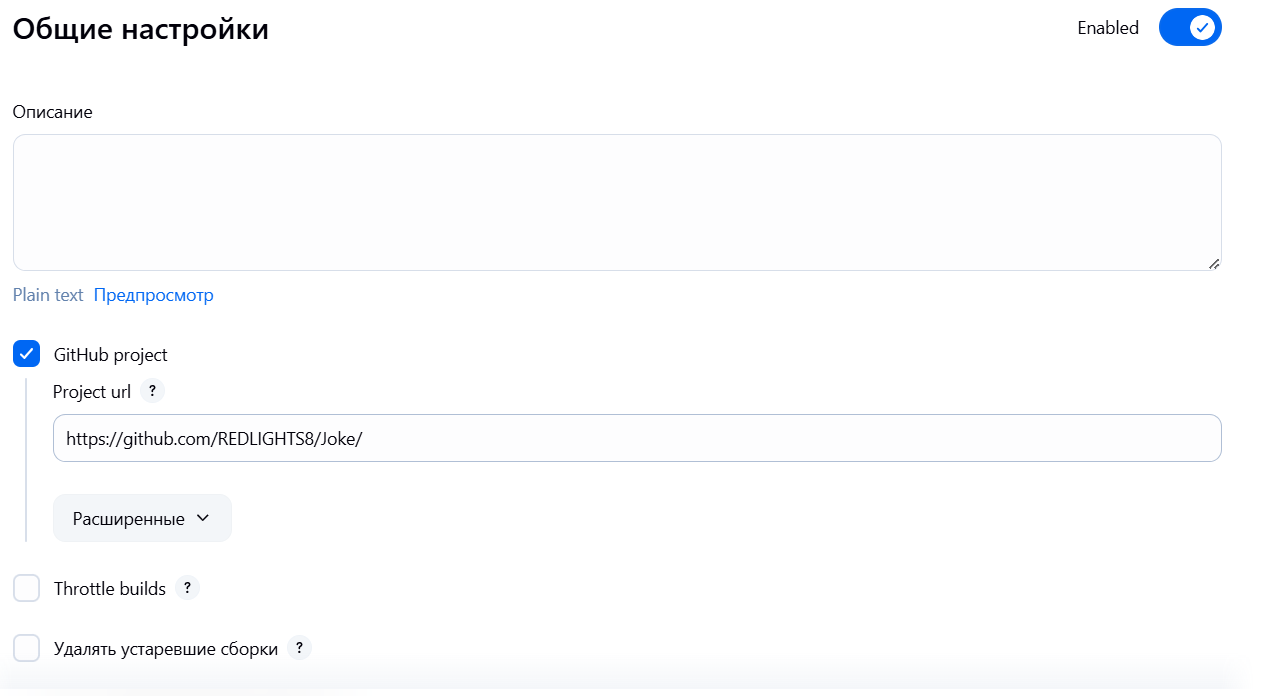 Общие настройки
Enabled
Описание
Plain text Предпросмотр
GitHub project
Project url ?
https://github.com/REDLIGHTS8/Joke/
Расширенные
Throttle builds ?
Удалять устаревшие сборки ?